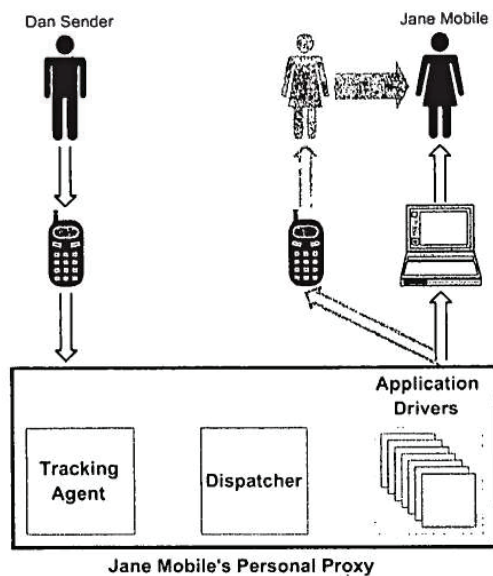 Dan Sender
Jane Mobile
Application
Drivers
Tracking
Agent
Dispatcher
Jane Mobile's Personal Proxy